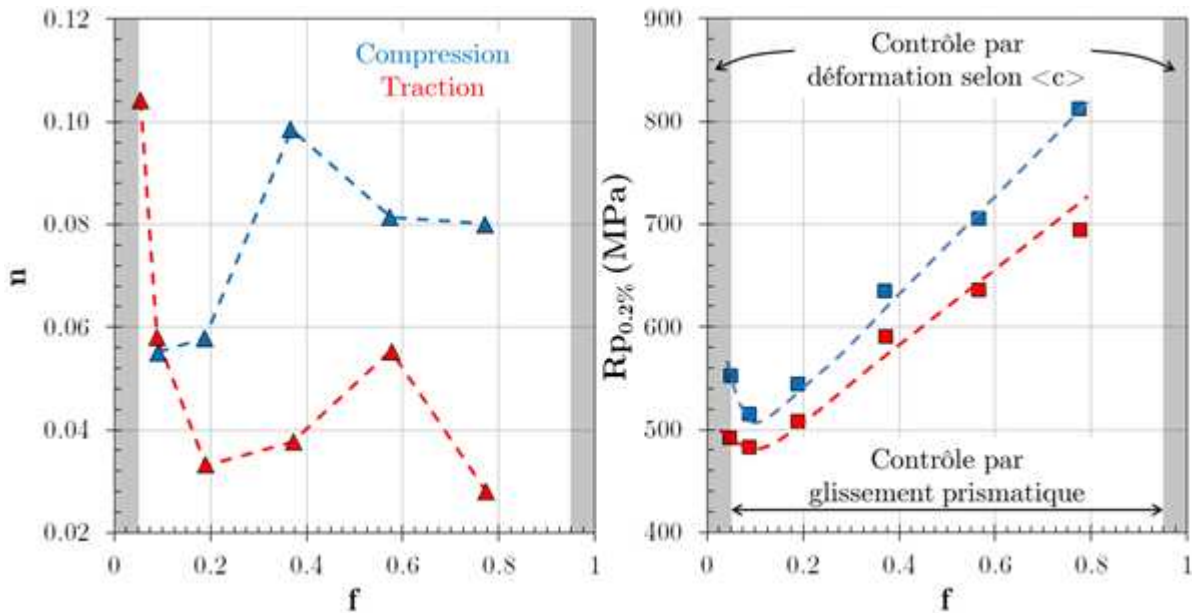 0.12
0.10
0.08
0.06
0.04
0.02
n
Compression
Traction
0
0.2
0.4
0.6
0.8
1
f
900
800
700
600
500
400
Rp0.2% (MPa)
Contrôle par
déformation selon <c>
Contrôle par
glissement prismatique
0
0.2
0.4
0.6
0.8
1
f